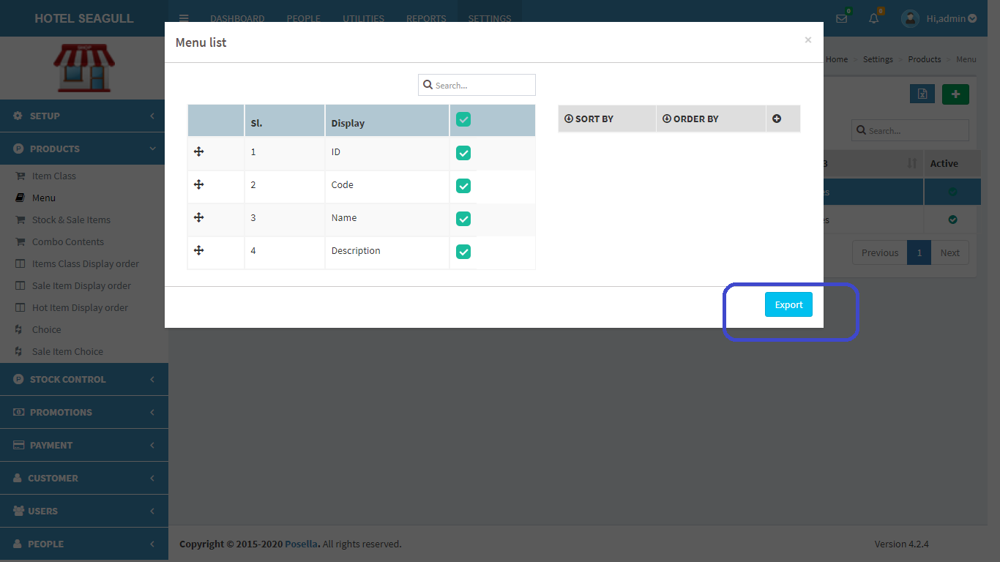 HOTEL SEAGULL
DASHBOARD PEOPLE UTILITIES REPORTS SETTINGS
0 0 Hi,admin
SHOP
Menu list ×
Home > Settings > Products > Menu
Search...
SETUP
Sl. Display
SORT BY ORDER BY
Search...
PRODUCTS
1 ID
3 Active
Item Class
2 Code
es
Menu
3 Name
es
Stock & Sale Items
Combo Contents
4 Description
Previous 1 Next
Items Class Display order
Sale Item Display order
Export
Hot Item Display order
Choice
Sale Item Choice
STOCK CONTROL
PROMOTIONS
PAYMENT
CUSTOMER
USERS
PEOPLE
Copyright © 2015-2020 Posella. All rights reserved.
Version 4.2.4